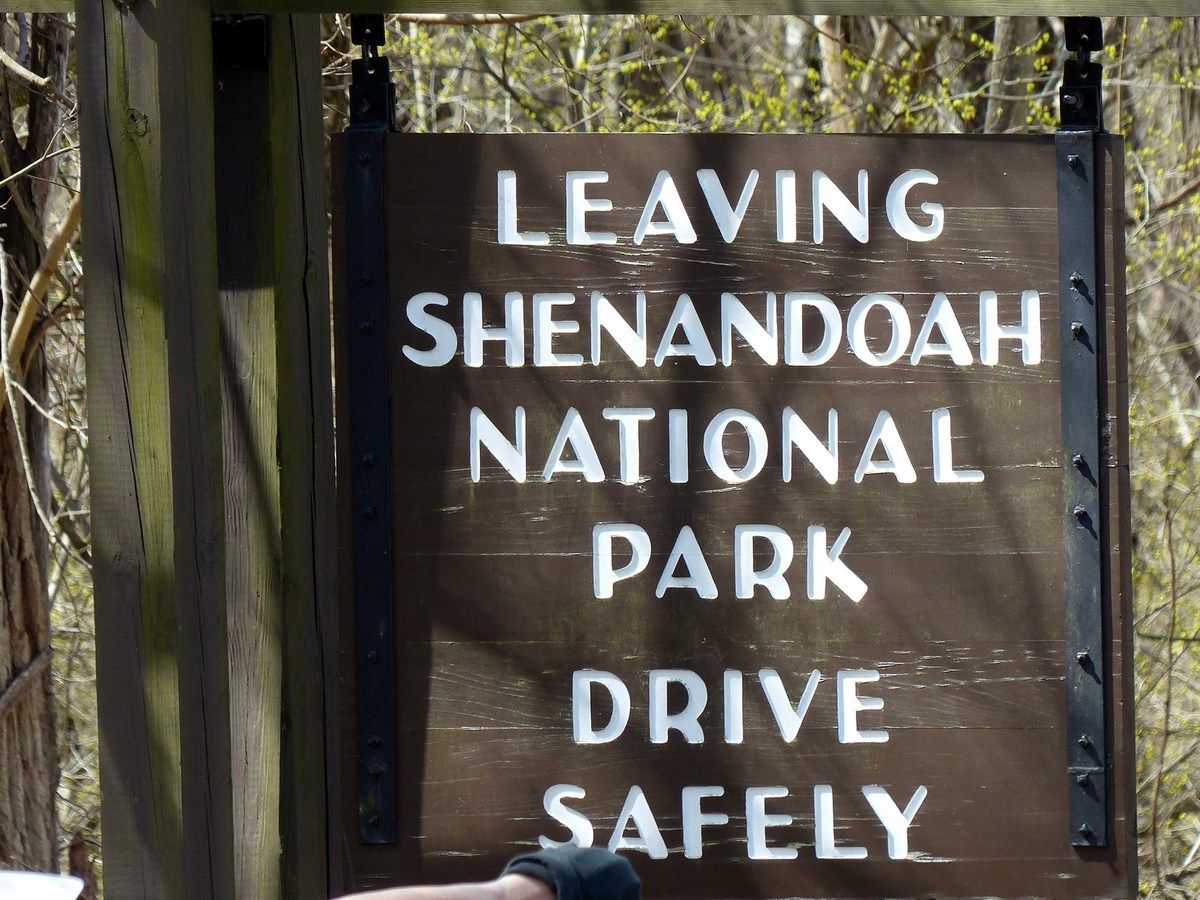 LEAVING
SHENANDOAH
NATIONAL
PARK
DRIVE
SAFELY